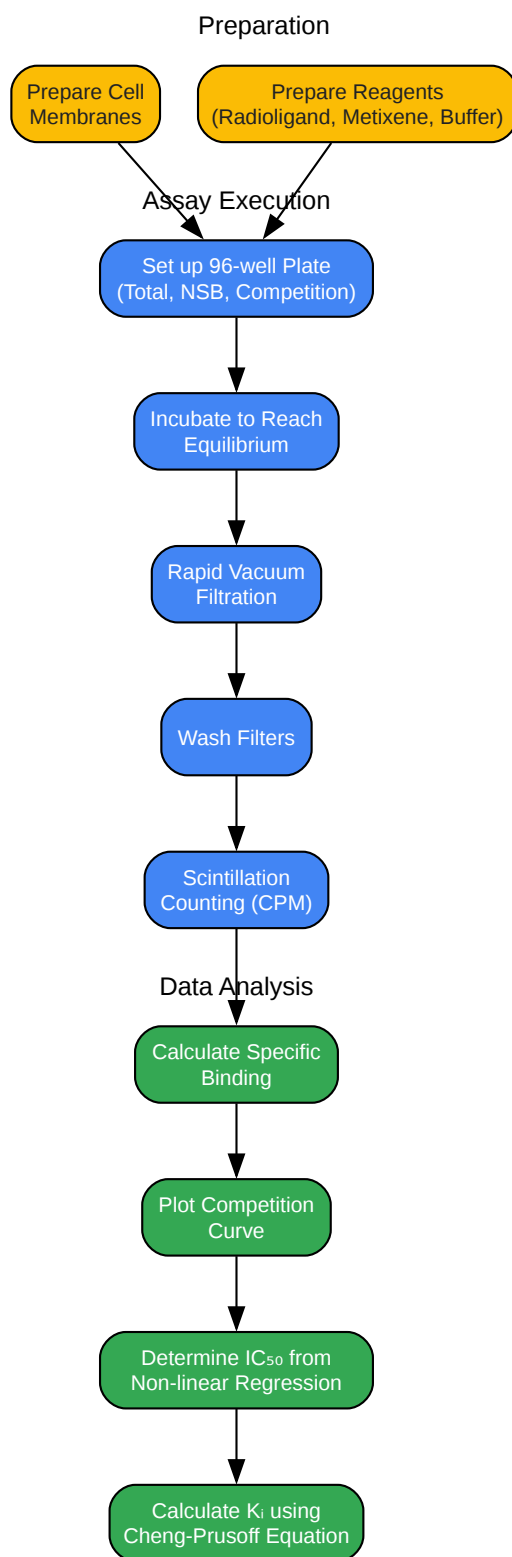 Preparation
Prepare Cell
Membranes
Prepare Reagents
(Radioligand, Metixene, Buffer)
Assay Execution
Set up 96-well Plate
(Total, NSB, Competition)
Incubate to Reach
Equilibrium
Rapid Vacuum
Filtration
Wash Filters
Scintillation
Counting (CPM)
Data Analysis
Calculate Specific
Binding
Plot Competition
Curve
Determine IC₅₀ from
Non-linear Regression
Calculate Kᵢ using
Cheng-Prusoff Equation